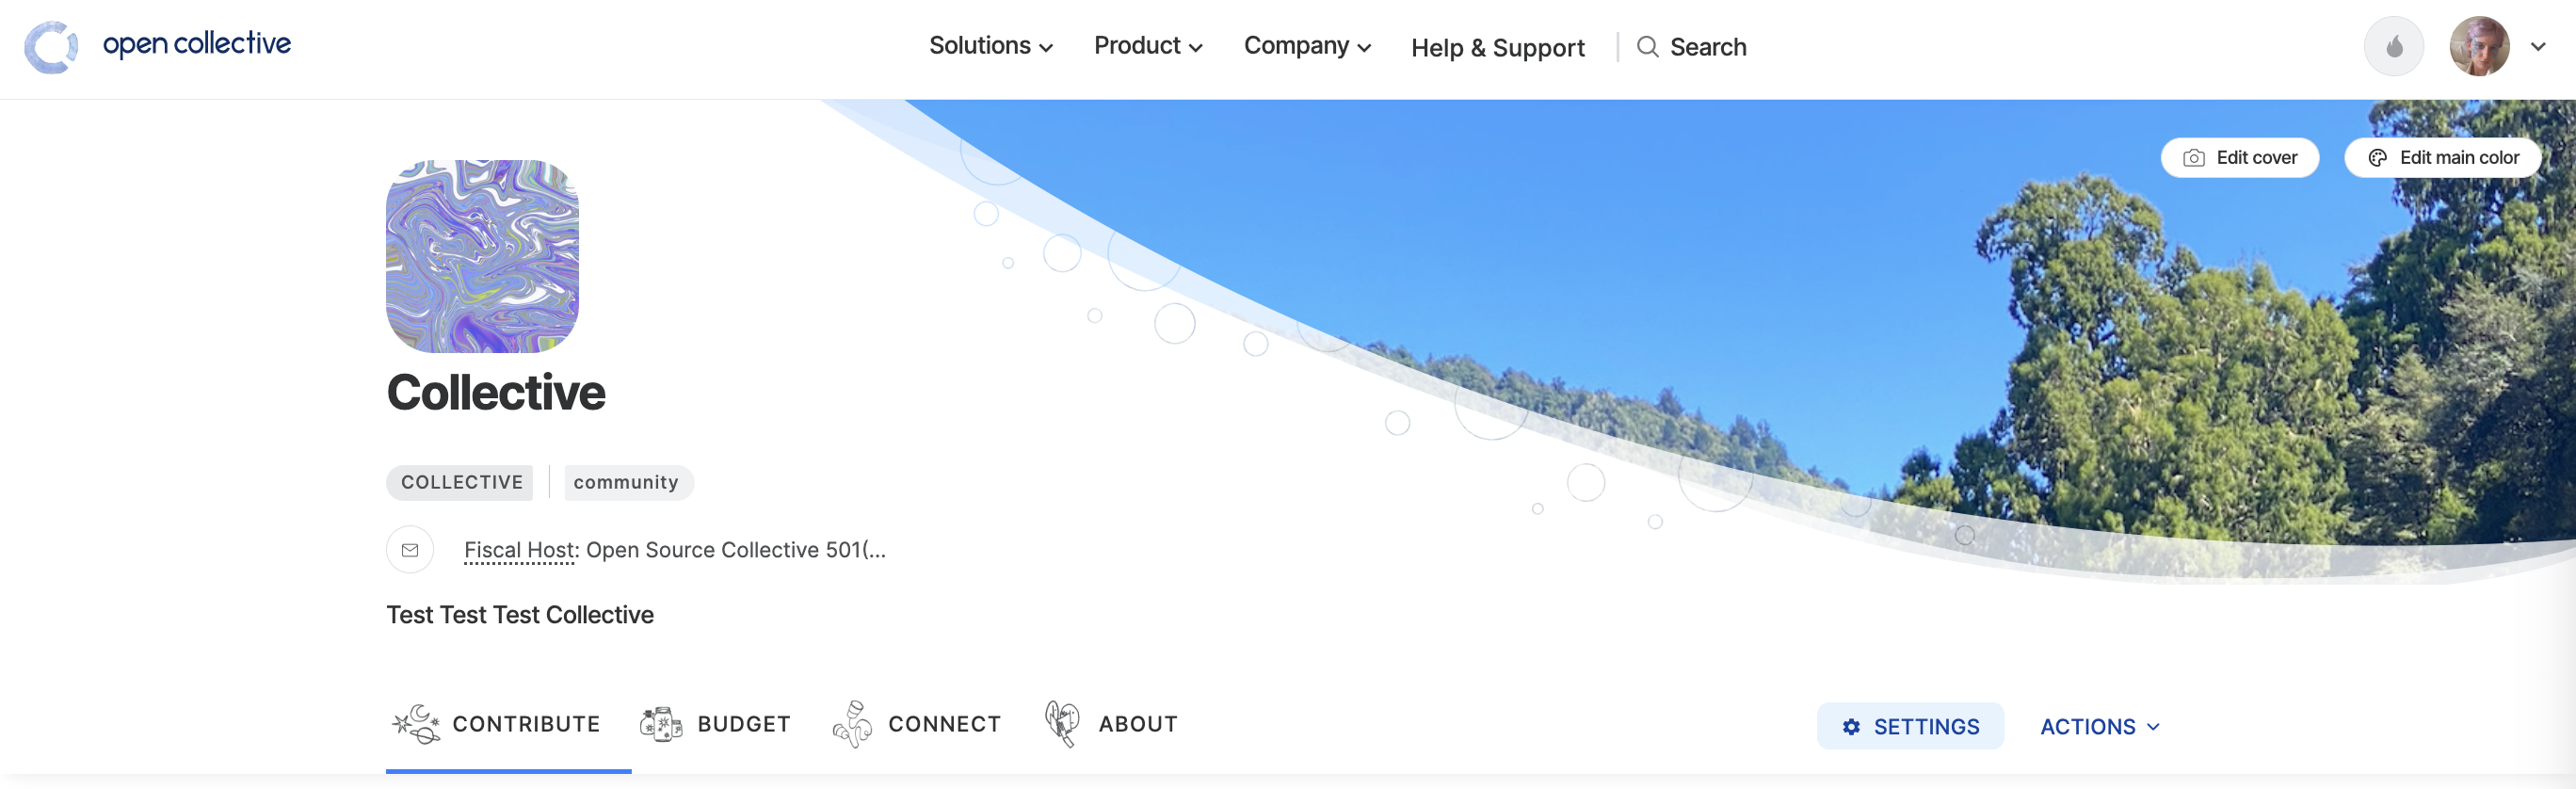 open collective
Solutions
Product
Company
Help & Support
Search
Edit cover
Edit main color
Collective
COLLECTIVE
community
Fiscal Host: Open Source Collective 501(...
Test Test Test Collective
CONTRIBUTE
BUDGET
CONNECT
ABOUT
SETTINGS
ACTIONS